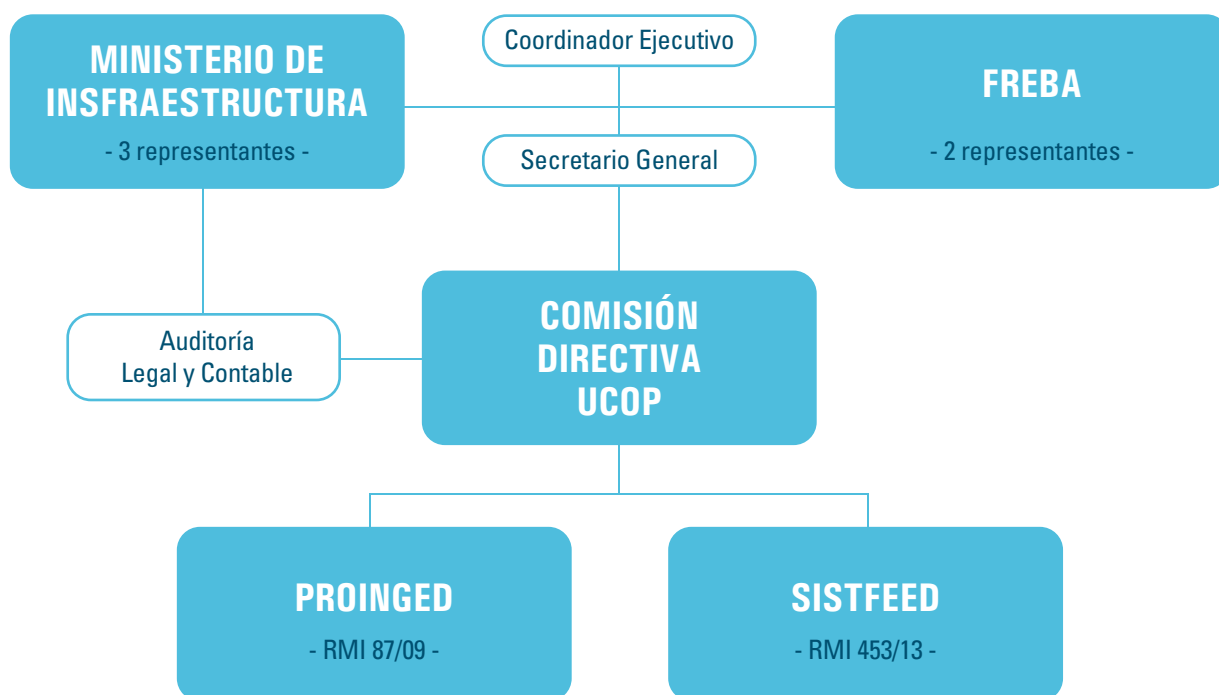 MINISTERIO DE
INSFRAESTRUCTURA
- 3 representantes -
Coordinador Ejecutivo
Secretario General
FREBA
- 2 representantes -
Auditoría
Legal y Contable
COMISIÓN
DIRECTIVA
UCOP
PROINGED
- RMI 87/09 -
SISTFEED
- RMI 453/13 -